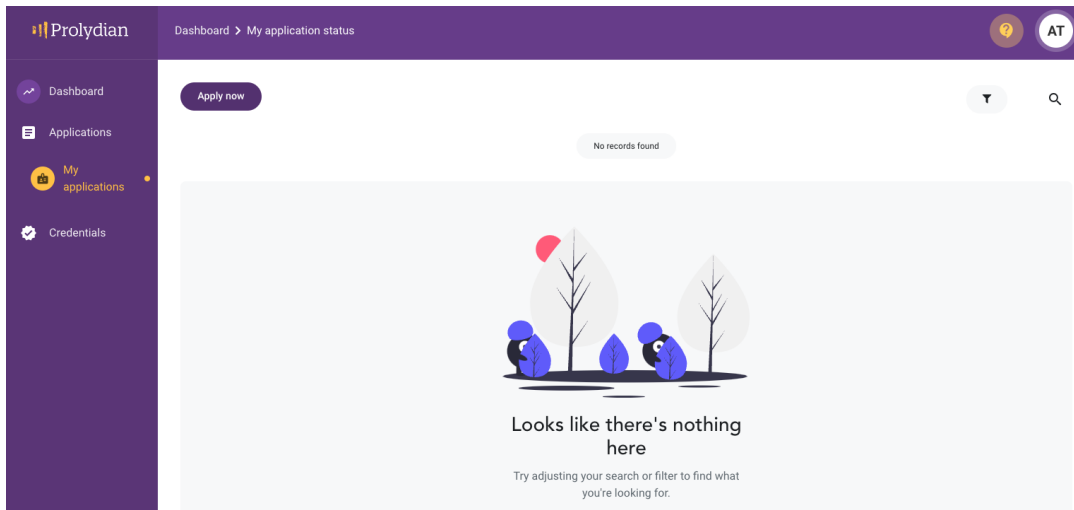 Prolydian
Dashboard > My application status
AT
Dashboard
Applications
My
applications
Credentials
Apply now
No records found
Looks like there's nothing
here
Try adjusting your search or filter to find what
you're looking for.